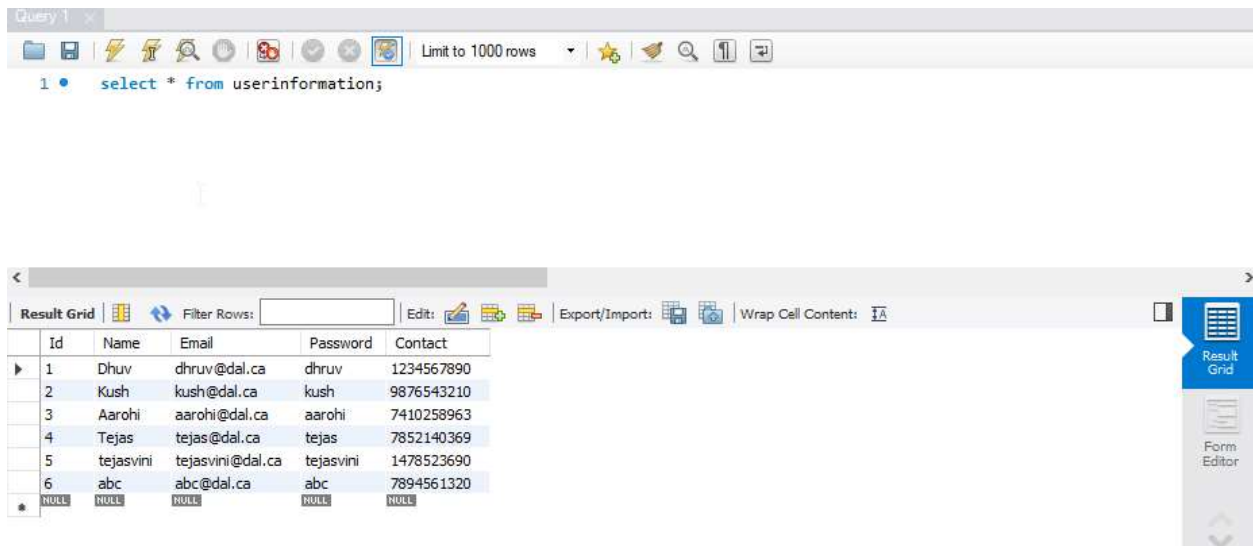 Query 1
Limit to 1000 rows
1 select * from userinformation;
Result Grid Filter Rows: Edit: Export/Import: Wrap Cell Content:
Id Name Email Password Contact
1 Dhuv dhruv@dal.ca dhruv 1234567890
2 Kush kush@dal.ca kush 9876543210
3 Aarohi aarohi@dal.ca aarohi 7410258963
4 Tejas tejas@dal.ca tejas 7852140369
5 tejasvini tejasvini@dal.ca tejasvini 1478523690
6 abc abc@dal.ca abc 7894561320
NULL NULL NULL NULL NULL
Result
Grid
Form
Editor